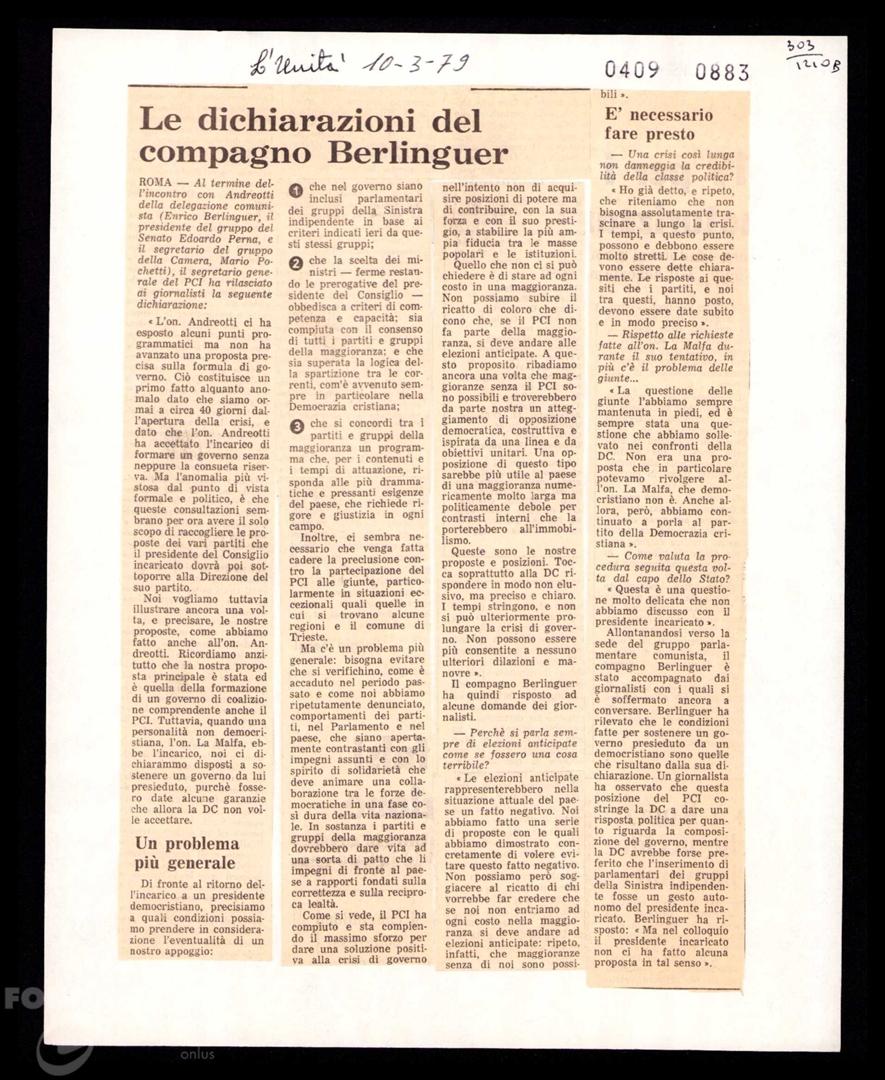 L'Unità 10-3-79
0409 0883
303
1210B
Le dichiarazioni del
compagno Berlinguer
ROMA — Al termine del-
l'incontro con Andreotti
della delegazione comuni-
sta (Enrico Berlinguer, il
presidente del gruppo del
Senato Edoardo Perna, e
il segretario del gruppo
della Camera, Mario Po-
chetti), il segretario gene-
rale del PCI ha rilasciato
ai giornalisti la seguente
dichiarazione:
« L'on. Andreotti ci ha
esposto alcuni punti pro-
grammatici ma non ha
avanzato una proposta pre-
cisa sulla formula di go-
verno. Ciò costituisce un
primo fatto alquanto ano-
malo dato che siamo or-
mai a circa 40 giorni dal-
l'apertura della crisi, e
dato che l'on. Andreotti
ha accettato l'incarico di
formare un governo senza
neppure la consueta riser-
va. Ma l'anomalia più vi-
stosa dal punto di vista
formale e politico, è che
queste consultazioni sem-
brano per ora avere il solo
scopo di raccogliere le pro-
poste dei vari partiti che
il presidente del Consiglio
incaricato dovrà poi sot-
toporre alla Direzione del
suo partito.
Noi vogliamo tuttavia
illustrare ancora una vol-
ta, e precisare, le nostre
proposte, come abbiamo
fatto anche all'on. An-
dreotti. Ricordiamo anzi-
tutto che la nostra propo-
sta principale è stata ed
è quella della formazione
di un governo di coalizio-
ne comprendente anche il
PCI. Tuttavia, quando una
personalità non democri-
stiana, l'on. La Malfa, eb-
be l'incarico, noi ci di-
chiarammo disposti a so-
stenere un governo da lui
presieduto, purchè fosse-
ro date alcune garanzie
che allora la DC non vol-
le accettare.
Un problema
più generale
Di fronte al ritorno del-
l'incarico a un presidente
democristiano, precisiamo
a quali condizioni possia-
mo prendere in considera-
zione l'eventualità di un
nostro appoggio:
1 che nel governo siano
inclusi parlamentari
dei gruppi della Sinistra
indipendente in base ai
criteri indicati ieri da que-
sti stessi gruppi;
2 che la scelta dei mi-
nistri — ferme restan-
do le prerogative del pre-
sidente del Consiglio —
obbedisca a criteri di com-
petenza e capacità; sia
compiuta con il consenso
di tutti i partiti e gruppi
della maggioranza; e che
sia superata la logica del-
la spartizione tra le cor-
renti, com'è avvenuto sem-
pre in particolare nella
Democrazia cristiana;
3 che si concordi tra i
partiti e gruppi della
maggioranza un program-
ma che, per i contenuti e
i tempi di attuazione, ri-
sponda alle più dramma-
tiche e pressanti esigenze
del paese, che richiede ri-
gore e giustizia in ogni
campo.
Inoltre, ci sembra ne-
cessario che venga fatta
cadere la preclusione con-
tro la partecipazione del
PCI alle giunte, partico-
larmente in situazioni ec-
cezionali quali quelle in
cui si trovano alcune
regioni e il comune di
Trieste.
Ma c'è un problema più
generale: bisogna evitare
che si verifichino, come è
accaduto nel periodo pas-
sato e come noi abbiamo
ripetutamente denunciato,
comportamenti dei parti-
ti, nel Parlamento e nel
paese, che siano aperta-
mente contrastanti con gli
impegni assunti e con lo
spirito di solidarietà che
deve animare una colla-
borazione tra le forze de-
mocratiche in una fase co-
sì dura della vita naziona-
le. In sostanza i partiti e
gruppi della maggioranza
dovrebbero dare vita ad
una sorta di patto che li
impegni di fronte al pae-
se a rapporti fondati sulla
correttezza e sulla recipro-
ca lealtà.
Come si vede, il PCI ha
compiuto e sta compien-
do il massimo sforzo per
dare una soluzione positi-
va alla crisi di governo
nell'intento non di acqui-
sire posizioni di potere ma
di contribuire, con la sua
forza e con il suo presti-
gio, a stabilire la più am-
pia fiducia tra le masse
popolari e le istituzioni.
Quello che non ci si può
chiedere è di stare ad ogni
costo in una maggioranza.
Non possiamo subire il
ricatto di coloro che di-
cono che, se il PCI non
fa parte della maggio-
ranza, si deve andare alle
elezioni anticipate. A que-
sto proposito ribadiamo
ancora una volta che mag-
gioranze senza il PCI so-
no possibili e troverebbero
da parte nostra un atteg-
giamento di opposizione
democratica, costruttiva e
ispirata da una linea e da
obiettivi unitari. Una op-
posizione di questo tipo
sarebbe più utile al paese
di una maggioranza nume-
ricamente molto larga ma
politicamente debole per
contrasti interni che la
porterebbero all'immobi-
lismo.
Queste sono le nostre
proposte e posizioni. Toc-
ca soprattutto alla DC ri-
spondere in modo non elu-
sivo, ma preciso e chiaro.
I tempi stringono, e non
si può ulteriormente pro-
lungare la crisi di gover-
no. Non possono essere
più consentite a nessuno
ulteriori dilazioni e ma-
novre ».
Il compagno Berlinguer
ha quindi risposto ad
alcune domande dei gior-
nalisti.
— Perchè si parla sem-
pre di elezioni anticipate
come se fossero una cosa
terribile?
« Le elezioni anticipate
rappresenterebbero nella
situazione attuale del pae-
se un fatto negativo. Noi
abbiamo fatto una serie
di proposte con le quali
abbiamo dimostrato con-
cretamente di volere evi-
tare questo fatto negativo.
Non possiamo però sog-
giacere al ricatto di chi
vorrebbe far credere che
se noi non entriamo ad
ogni costo nella maggio-
ranza si deve andare ad
elezioni anticipate: ripeto,
infatti, che maggioranze
senza di noi sono possi-
bili ».
E' necessario
fare presto
— Una crisi così lunga
non danneggia la credibi-
lità della classe politica?
« Ho già detto, e ripeto,
che riteniamo che non
bisogna assolutamente tra-
scinare a lungo la crisi.
I tempi, a questo punto,
possono e debbono essere
molto stretti. Le cose de-
vono essere dette chiara-
mente. Le risposte ai que-
siti che i partiti, e noi
tra questi, hanno posto,
devono essere date subito
e in modo preciso ».
— Rispetto alle richieste
fatte all'on. La Malfa du-
rante il suo tentativo, in
più c'è il problema delle
giunte...
« La questione delle
giunte l'abbiamo sempre
mantenuta in piedi, ed è
sempre stata una que-
stione che abbiamo solle-
vato nei confronti della
DC. Non era una pro-
posta che in particolare
potevamo rivolgere al-
l'on. La Malfa, che demo-
cristiano non è. Anche al-
lora, però, abbiamo con-
tinuato a porla al par-
tito della Democrazia cri-
stiana ».
— Come valuta la pro-
cedura seguita questa vol-
ta dal capo dello Stato?
« Questa è una questio-
ne molto delicata che non
abbiamo discusso con il
presidente incaricato ».
Allontanandosi verso la
sede del gruppo parla-
mentare comunista, il
compagno Berlinguer è
stato accompagnato dai
giornalisti con i quali si
è soffermato ancora a
conversare. Berlinguer ha
rilevato che le condizioni
fatte per sostenere un go-
verno presieduto da un
democristiano sono quelle
che risultano dalla sua di-
chiarazione. Un giornalista
ha osservato che questa
posizione del PCI co-
stringe la DC a dare una
risposta politica per quan-
to riguarda la composi-
zione del governo, mentre
la DC avrebbe forse pre-
ferito che l'inserimento di
parlamentari dei gruppi
della Sinistra indipenden-
te fosse un gesto auto-
nomo del presidente inca-
ricato. Berlinguer ha ri-
sposto: « Ma nel colloquio
il presidente incaricato
non ci ha fatto alcuna
proposta in tal senso ».
onlus